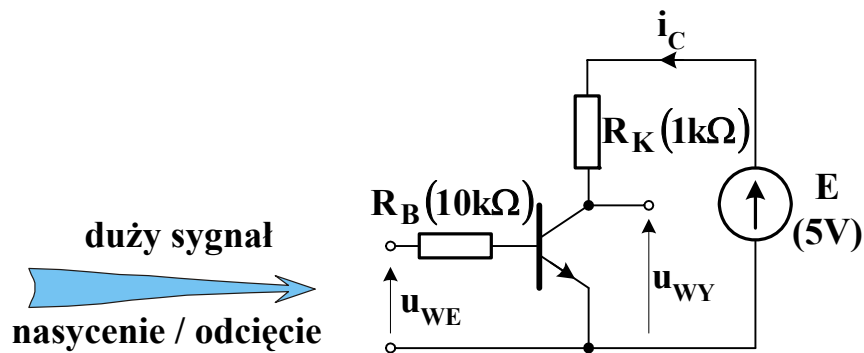 i_C
R_K (1kΩ)
E
(5V)
R_B (10kΩ)
duży sygnał
u_WE
u_WY
nasycenie / odcięcie